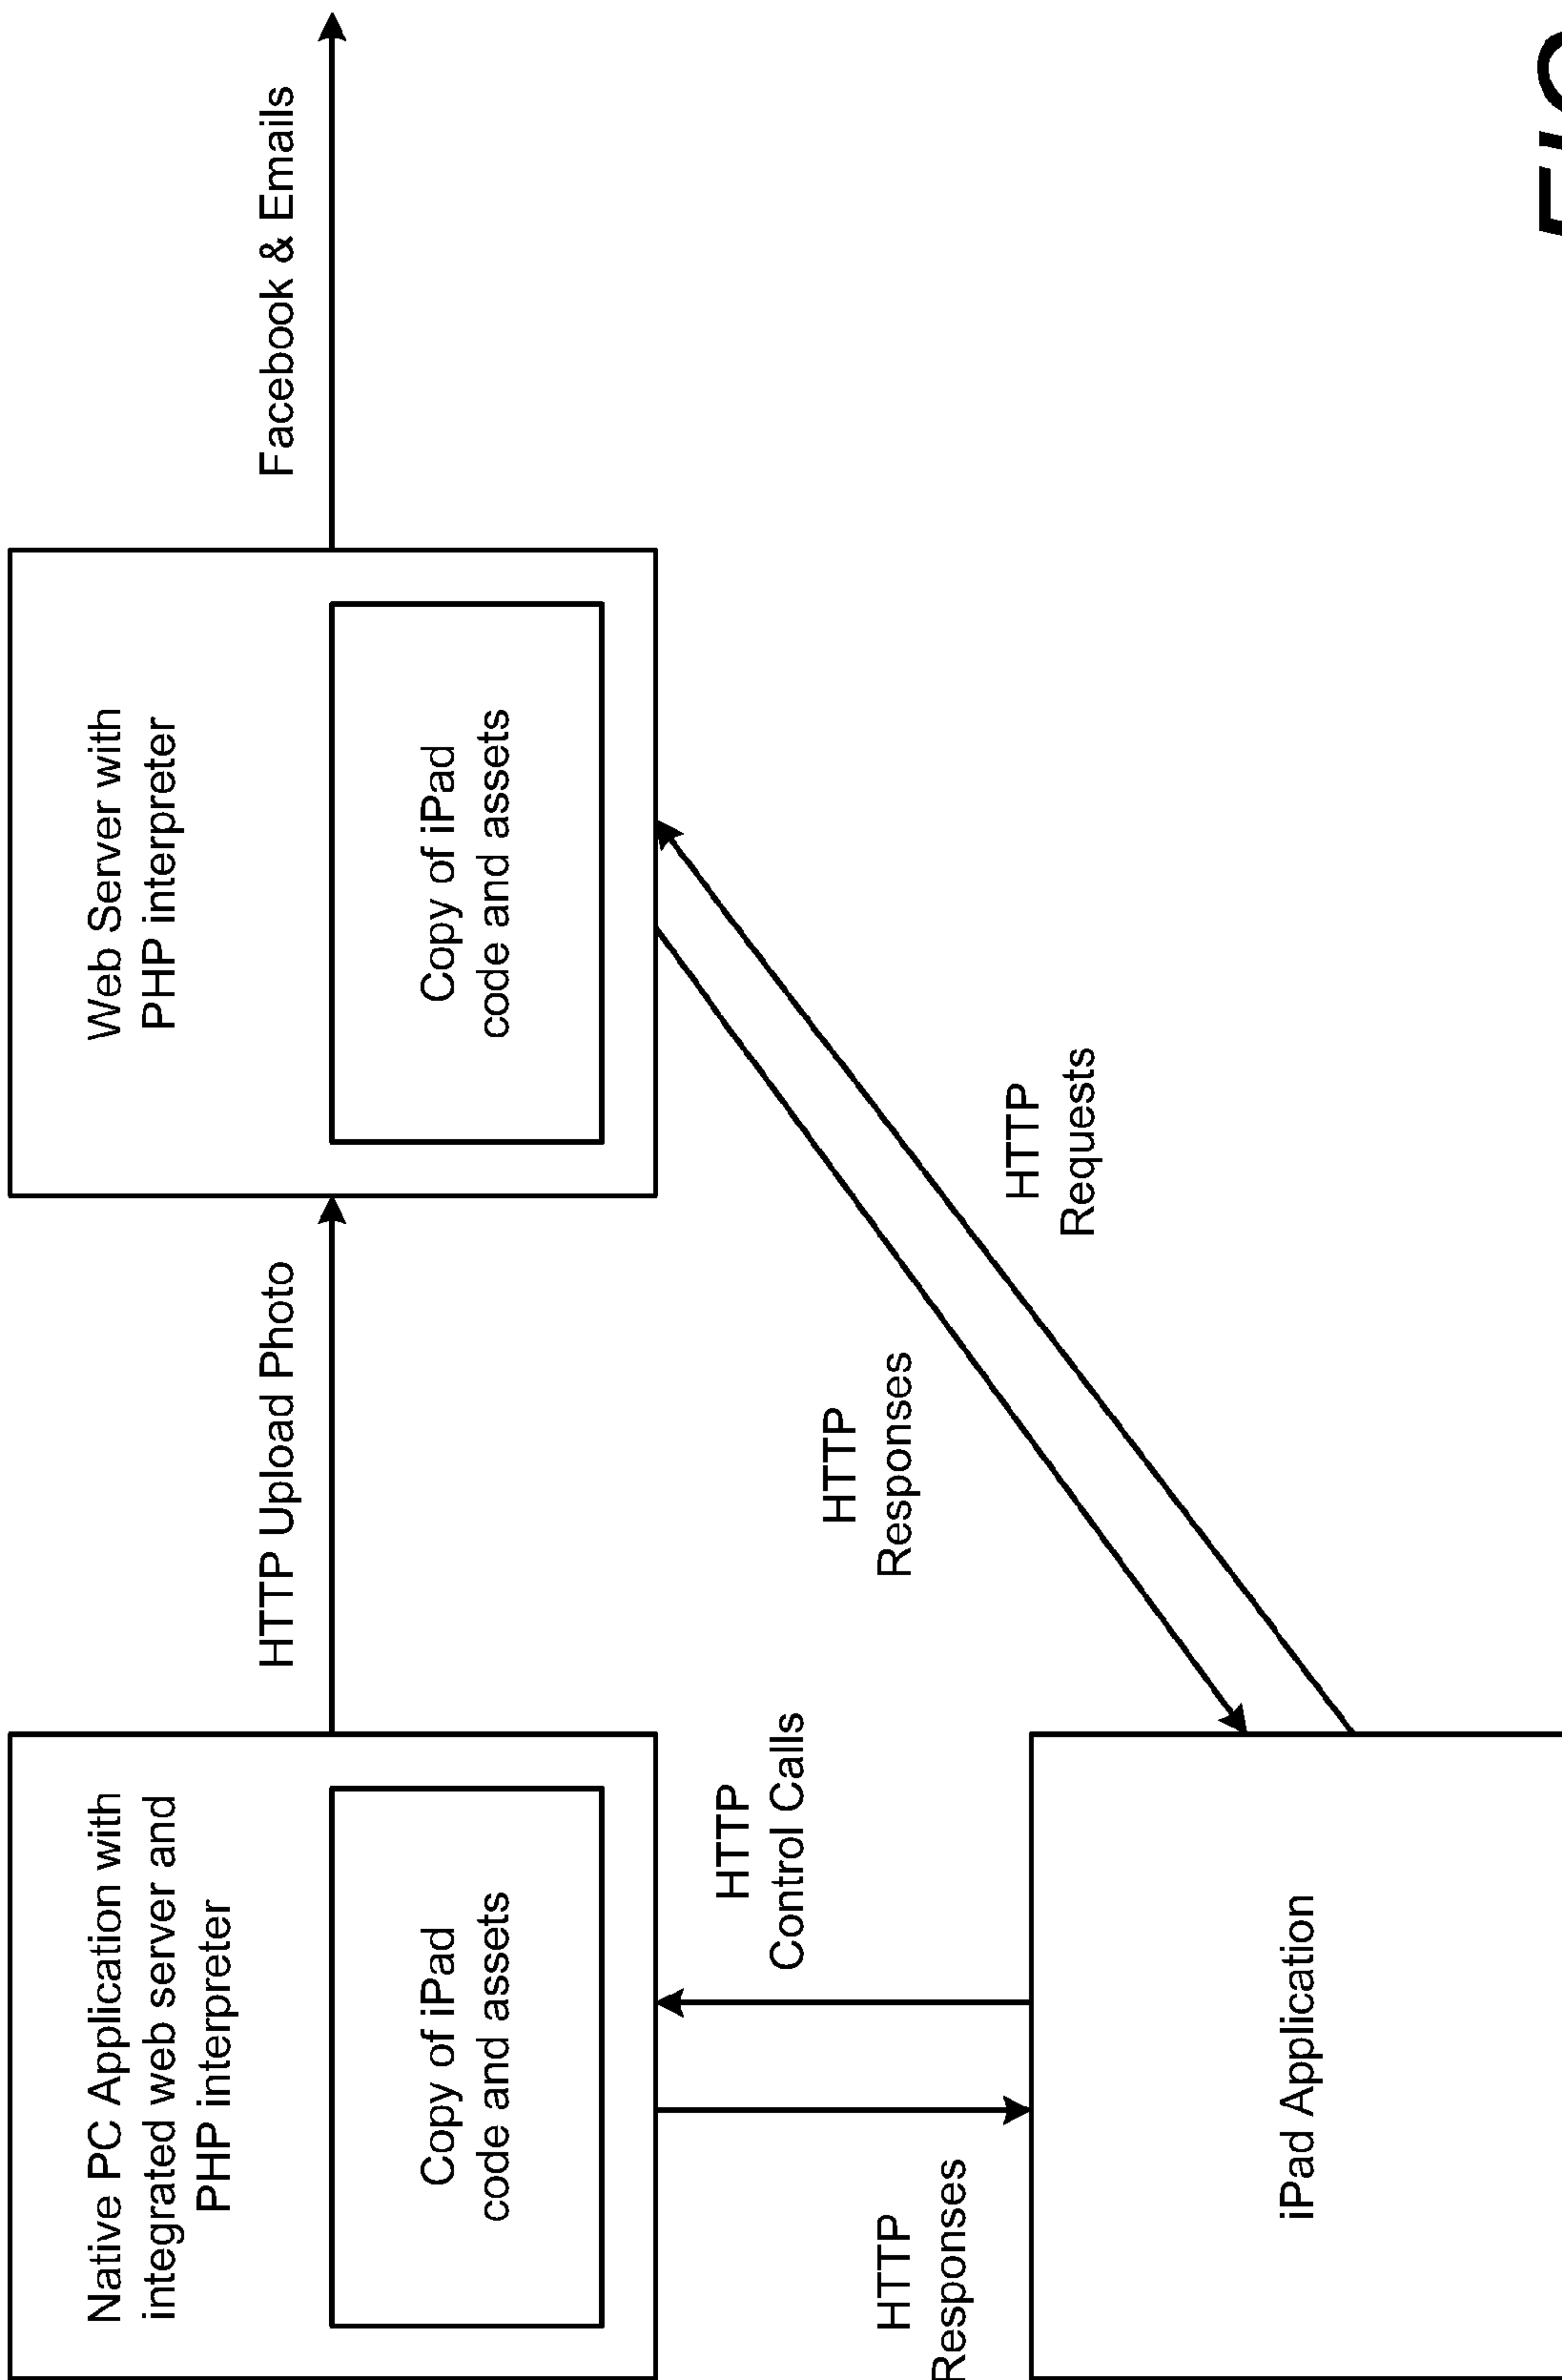 Native PC Application with
integrated web server and
PHP interpreter
Copy of iPad
code and assets
HTTP Upload Photo
Web Server with
PHP interpreter
Copy of iPad
code and assets
Facebook & Emails
HTTP
Responses
HTTP
Control Calls
HTTP
Responses
HTTP
Requests
iPad Application